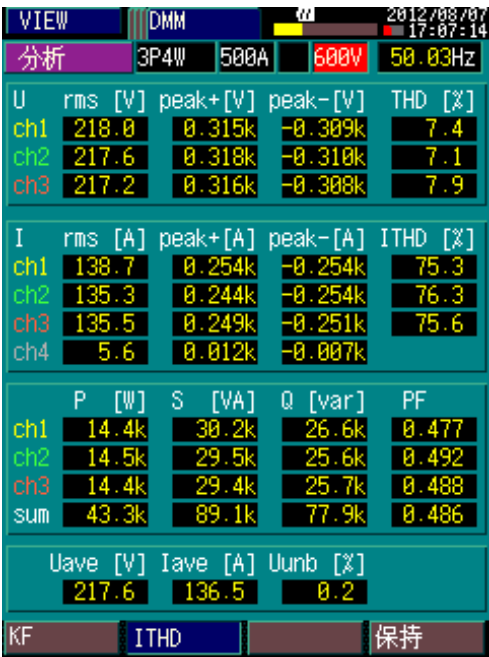 VIEW DMM 2012/08/07
17:07:14
分析 3P4W 500A 600V 50.03Hz
U rms [V] peak+[V] peak-[V] THD [%]
ch1 218.0 0.315k -0.309k 7.4
ch2 217.6 0.318k -0.310k 7.1
ch3 217.2 0.316k -0.308k 7.9
I rms [A] peak+[A] peak-[A] ITHD [%]
ch1 138.7 0.254k -0.254k 75.3
ch2 135.3 0.244k -0.254k 76.3
ch3 135.5 0.249k -0.251k 75.6
ch4 5.6 0.012k -0.007k
P [W] S [VA] Q [var] PF
ch1 14.4k 30.2k 26.6k 0.477
ch2 14.5k 29.5k 25.6k 0.492
ch3 14.4k 29.4k 25.7k 0.488
sum 43.3k 89.1k 77.9k 0.486
Uave [V] Iave [A] Uunb [%]
217.6 136.5 0.2
KF ITHD 保持